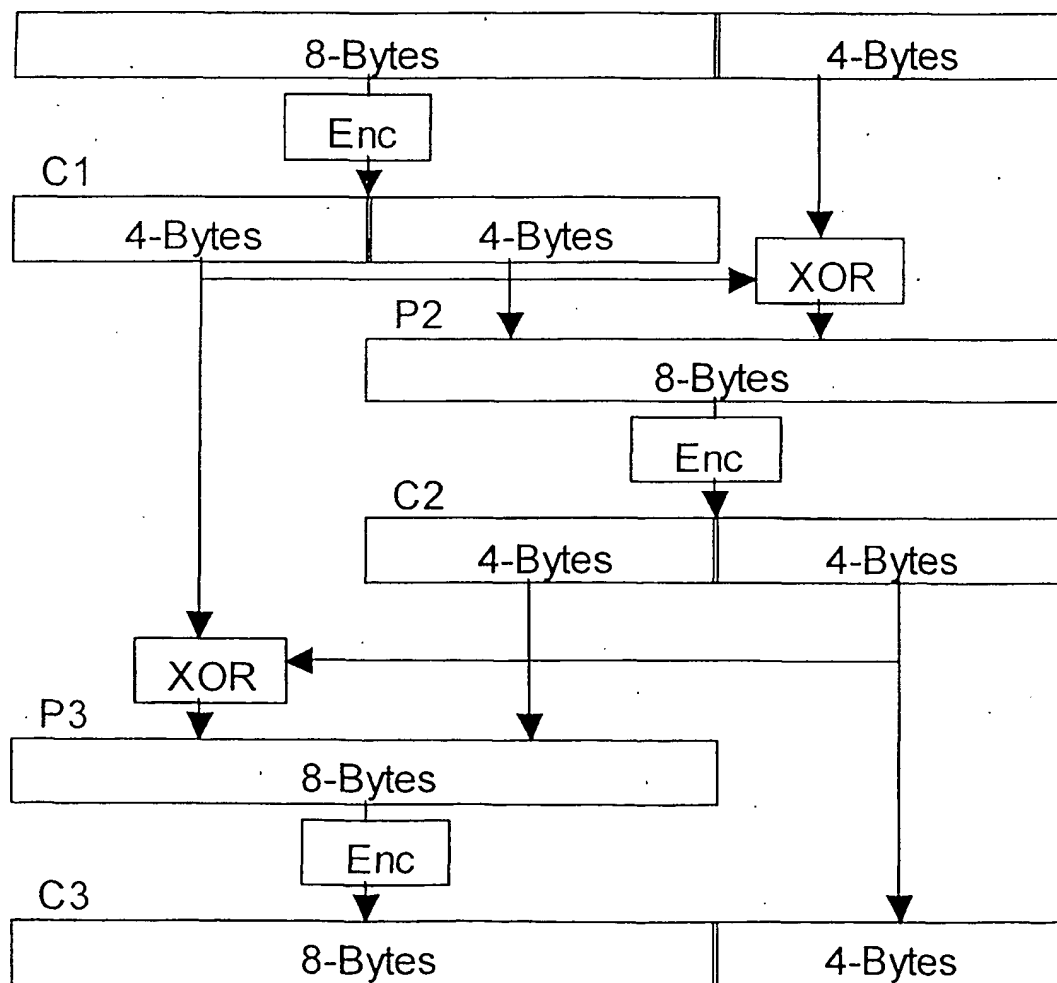 8-Bytes 4-Bytes
Enc
C1
4-Bytes 4-Bytes
XOR
P2
8-Bytes
Enc
C2
4-Bytes 4-Bytes
XOR
P3
8-Bytes
Enc
C3
8-Bytes 4-Bytes